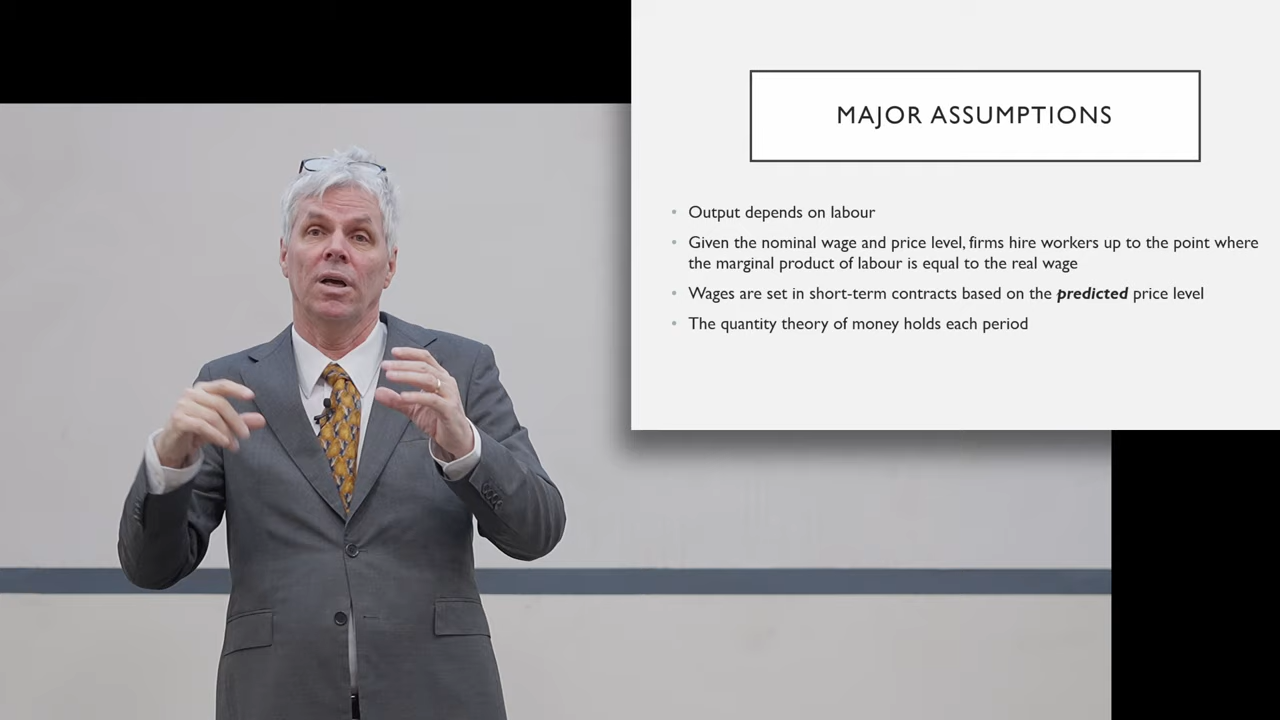 MAJOR ASSUMPTIONS
• Output depends on labour
• Given the nominal wage and price level, firms hire workers up to the point where
the marginal product of labour is equal to the real wage
• Wages are set in short-term contracts based on the predicted price level
• The quantity theory of money holds each period